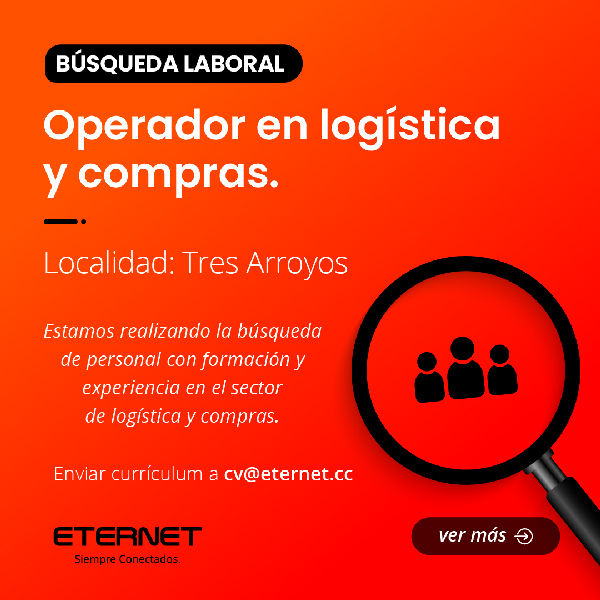 BÚSQUEDA LABORAL
Operador en logística
y compras.
Localidad: Tres Arroyos
Estamos realizando la búsqueda
de personal con formación y
experiencia en el sector
de logística y compras.
Enviar currículum a cv@eternet.cc
ETERNET
Siempre Conectados.
ver más